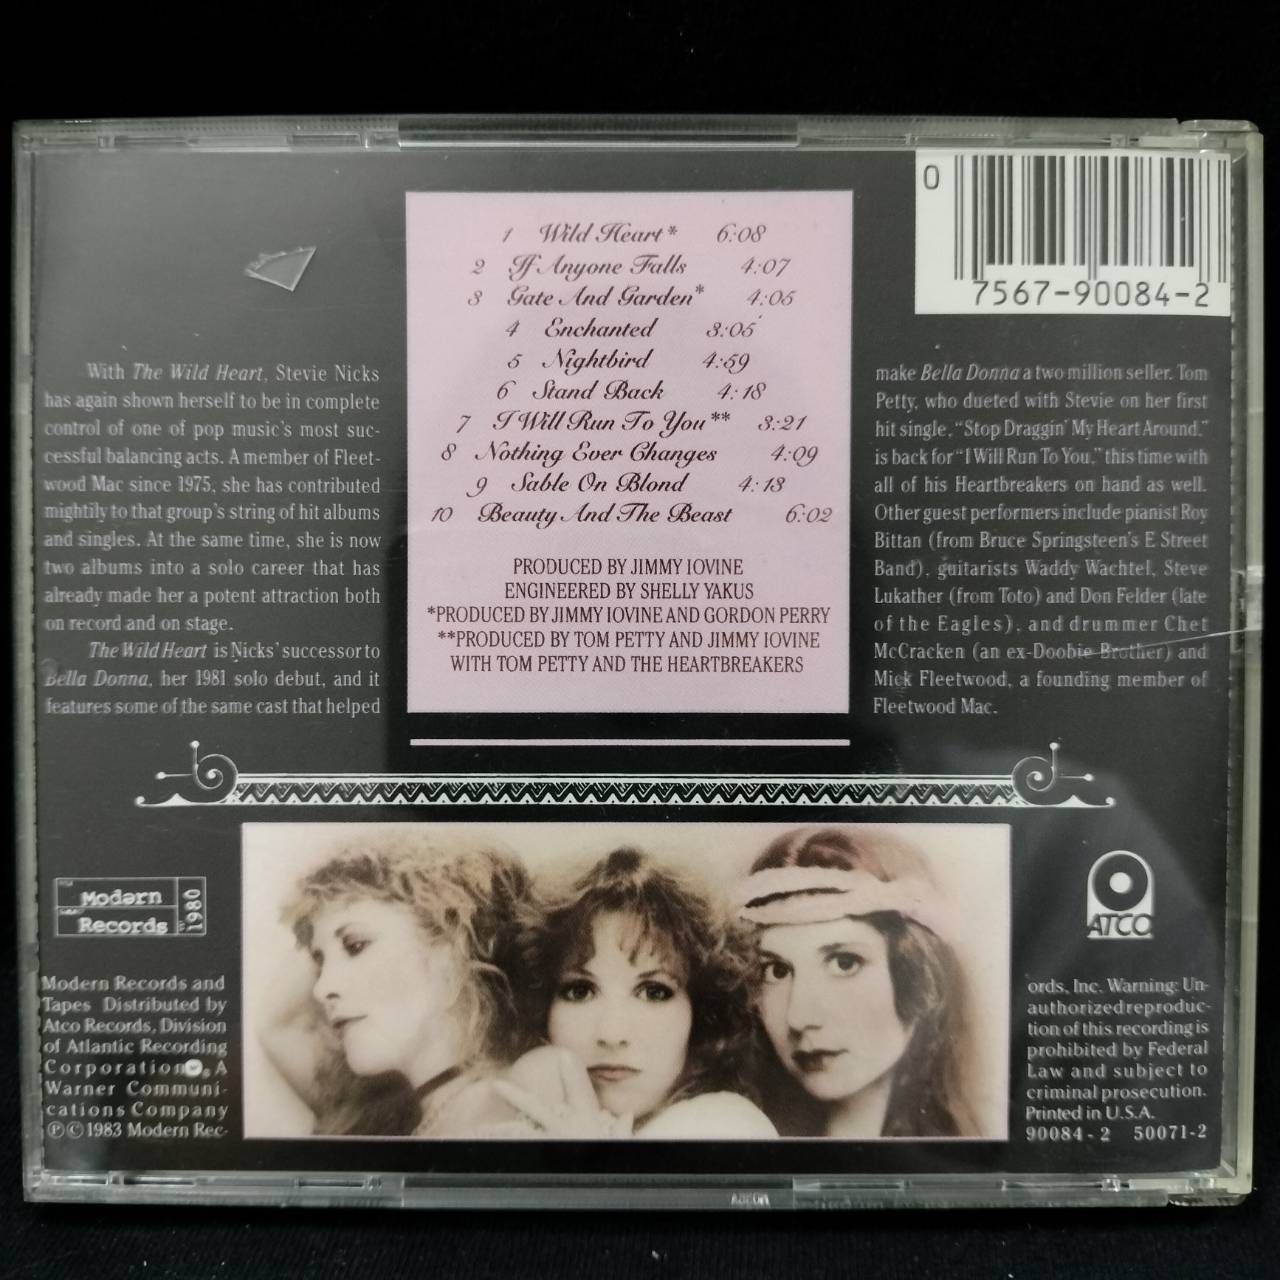 0
7567-90084-2
1 Wild Heart* 6:08
2 If Anyone Falls 4:07
3 Gate And Garden* 4:05
4 Enchanted 3:05
5 Nightbird 4:59
6 Stand Back 4:18
7 I Will Run To You** 3:21
8 Nothing Ever Changes 4:09
9 Sable On Blond 4:13
10 Beauty And The Beast 6:02
PRODUCED BY JIMMY IOVINE
ENGINEERED BY SHELLY YAKUS
*PRODUCED BY JIMMY IOVINE AND GORDON PERRY
**PRODUCED BY TOM PETTY AND JIMMY IOVINE
WITH TOM PETTY AND THE HEARTBREAKERS
With The Wild Heart, Stevie Nicks
has again shown herself to be in complete
control of one of pop music's most suc-
cessful balancing acts. A member of Fleet-
wood Mac since 1975, she has contributed
mightily to that group's string of hit albums
and singles. At the same time, she is now
two albums into a solo career that has
already made her a potent attraction both
on record and on stage.
The Wild Heart is Nicks' successor to
Bella Donna, her 1981 solo debut, and it
features some of the same cast that helped
make Bella Donna a two million seller. Tom
Petty, who dueted with Stevie on her first
hit single, "Stop Draggin' My Heart Around,"
is back for "I Will Run To You," this time with
all of his Heartbreakers on hand as well.
Other guest performers include pianist Roy
Bittan (from Bruce Springsteen's E Street
Band), guitarists Waddy Wachtel, Steve
Lukather (from Toto) and Don Felder (late
of the Eagles), and drummer Chet
McCracken (an ex-Doobie Brother) and
Mick Fleetwood, a founding member of
Fleetwood Mac.
Modern
Records
1980
ATCO
Modern Records and
Tapes Distributed by
Atco Records, Division
of Atlantic Recording
Corporation. A
Warner Communi-
cations Company
℗ © 1983 Modern Rec-
ords, Inc. Warning: Un-
authorized reproduc-
tion of this recording is
prohibited by Federal
Law and subject to
criminal prosecution.
Printed in U.S.A.
90084-2 50071-2